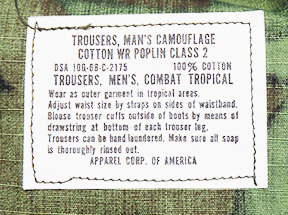 TROUSERS, MAN'S CAMOUFLAGE
COTTON WR POPLIN CLASS 2
DSA 100-68-C-2175 100% COTTON
TROUSERS, MEN'S, COMBAT TROPICAL
Wear as outer garment in tropical areas.
Adjust waist size by straps on sides of waistband.
Blouse trouser cuffs outside of boots by means of
drawstring at bottom of each trouser leg.
Trousers can be hand laundered. Make sure all soap
is thoroughly rinsed out.
APPAREL CORP. OF AMERICA